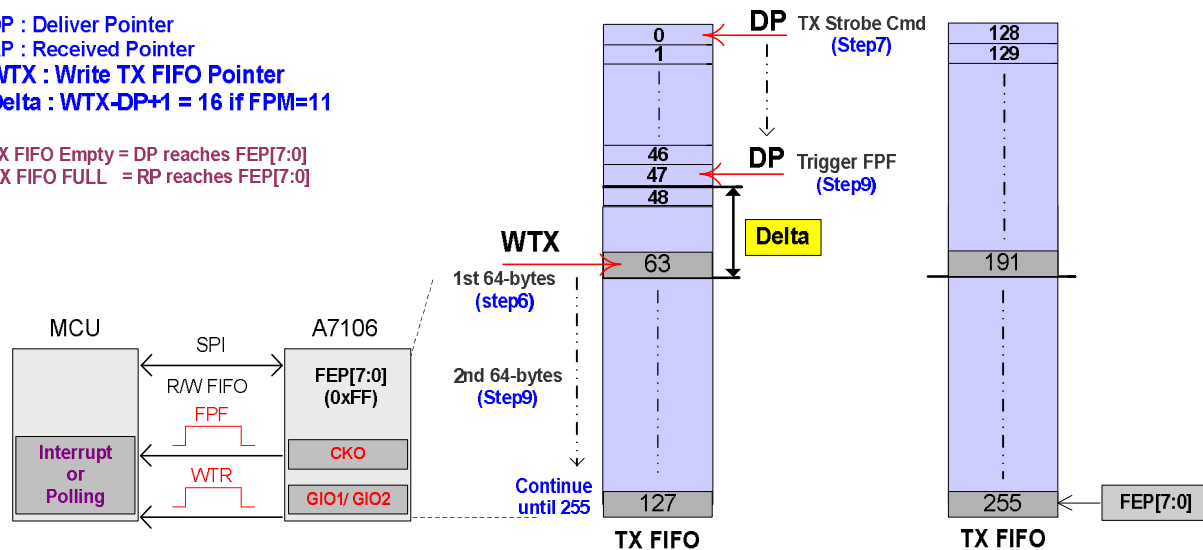 DP : Deliver Pointer
RP : Received Pointer
WTX : Write TX FIFO Pointer
Delta : WTX-DP+1 = 16 if FPM=11
FIFO Empty = DP reaches FEP[7:0]
FIFO FULL = RP reaches FEP[7:0]
0
1
46
47
48
63
127
TX FIFO
DP
TX Strobe Cmd
(Step7)
DP
Trigger FPF
(Step9)
Delta
WTX
1st 64-bytes
(step6)
2nd 64-bytes
(Step9)
Continue
until 255
128
129
191
255
TX FIFO
FEP[7:0]
MCU
A7106
SPI
R/W FIFO
FPF
WTR
Interrupt
or
Polling
FEP[7:0]
(0xFF)
CKO
GIO1/ GIO2